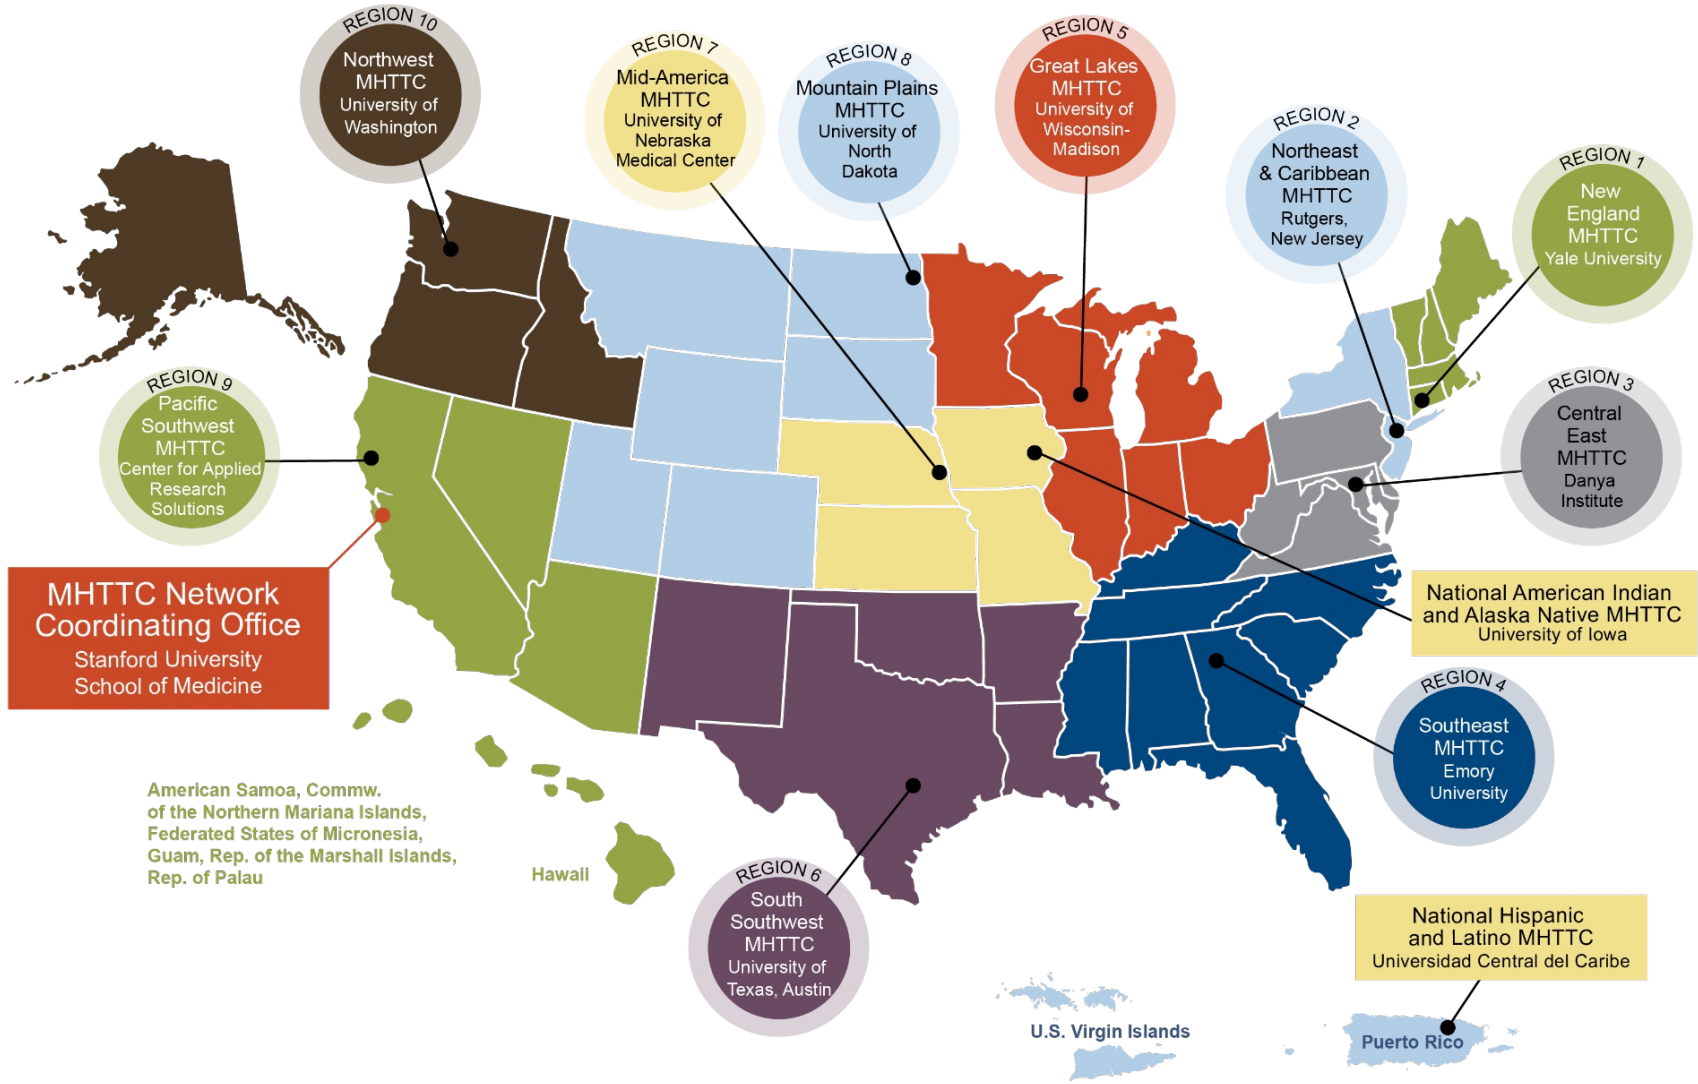 REGION 10
Northwest
MHTTC
University of
Washington
REGION 7
Mid-America
MHTTC
University of
Nebraska
Medical Center
REGION 8
Mountain Plains
MHTTC
University of
North
Dakota
REGION 5
Great Lakes
MHTTC
University of
Wisconsin-
Madison
REGION 2
Northeast
& Caribbean
MHTTC
Rutgers,
New Jersey
REGION 1
New
England
MHTTC
Yale University
REGION 9
Pacific
Southwest
MHTTC
Center for Applied
Research
Solutions
REGION 3
Central
East
MHTTC
Danya
Institute
MHTTC Network
Coordinating Office
Stanford University
School of Medicine
National American Indian
and Alaska Native MHTTC
University of Iowa
REGION 4
Southeast
MHTTC
Emory
University
American Samoa, Commw.
of the Northern Mariana Islands,
Federated States of Micronesia,
Guam, Rep. of the Marshall Islands,
Rep. of Palau
Hawaii
REGION 6
South
Southwest
MHTTC
University of
Texas, Austin
National Hispanic
and Latino MHTTC
Universidad Central del Caribe
U.S. Virgin Islands
Puerto Rico